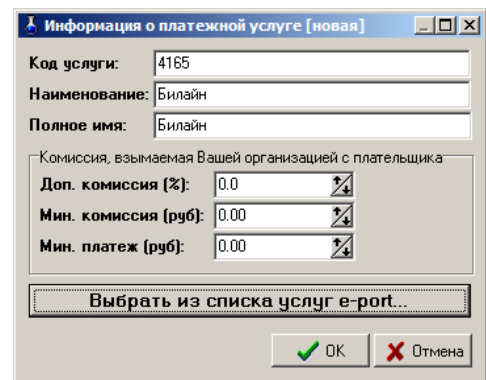 Информация о платежной услуге [новая]
Код услуги: 4165
Наименование: Билайн
Полное имя: Билайн
Комиссия, взымаемая Вашей организацией с плательщика
Доп. комиссия (%): 0.0
Мин. комиссия (руб): 0.00
Мин. платеж (руб): 0.00
Выбрать из списка услуг e-port...
OK Отмена